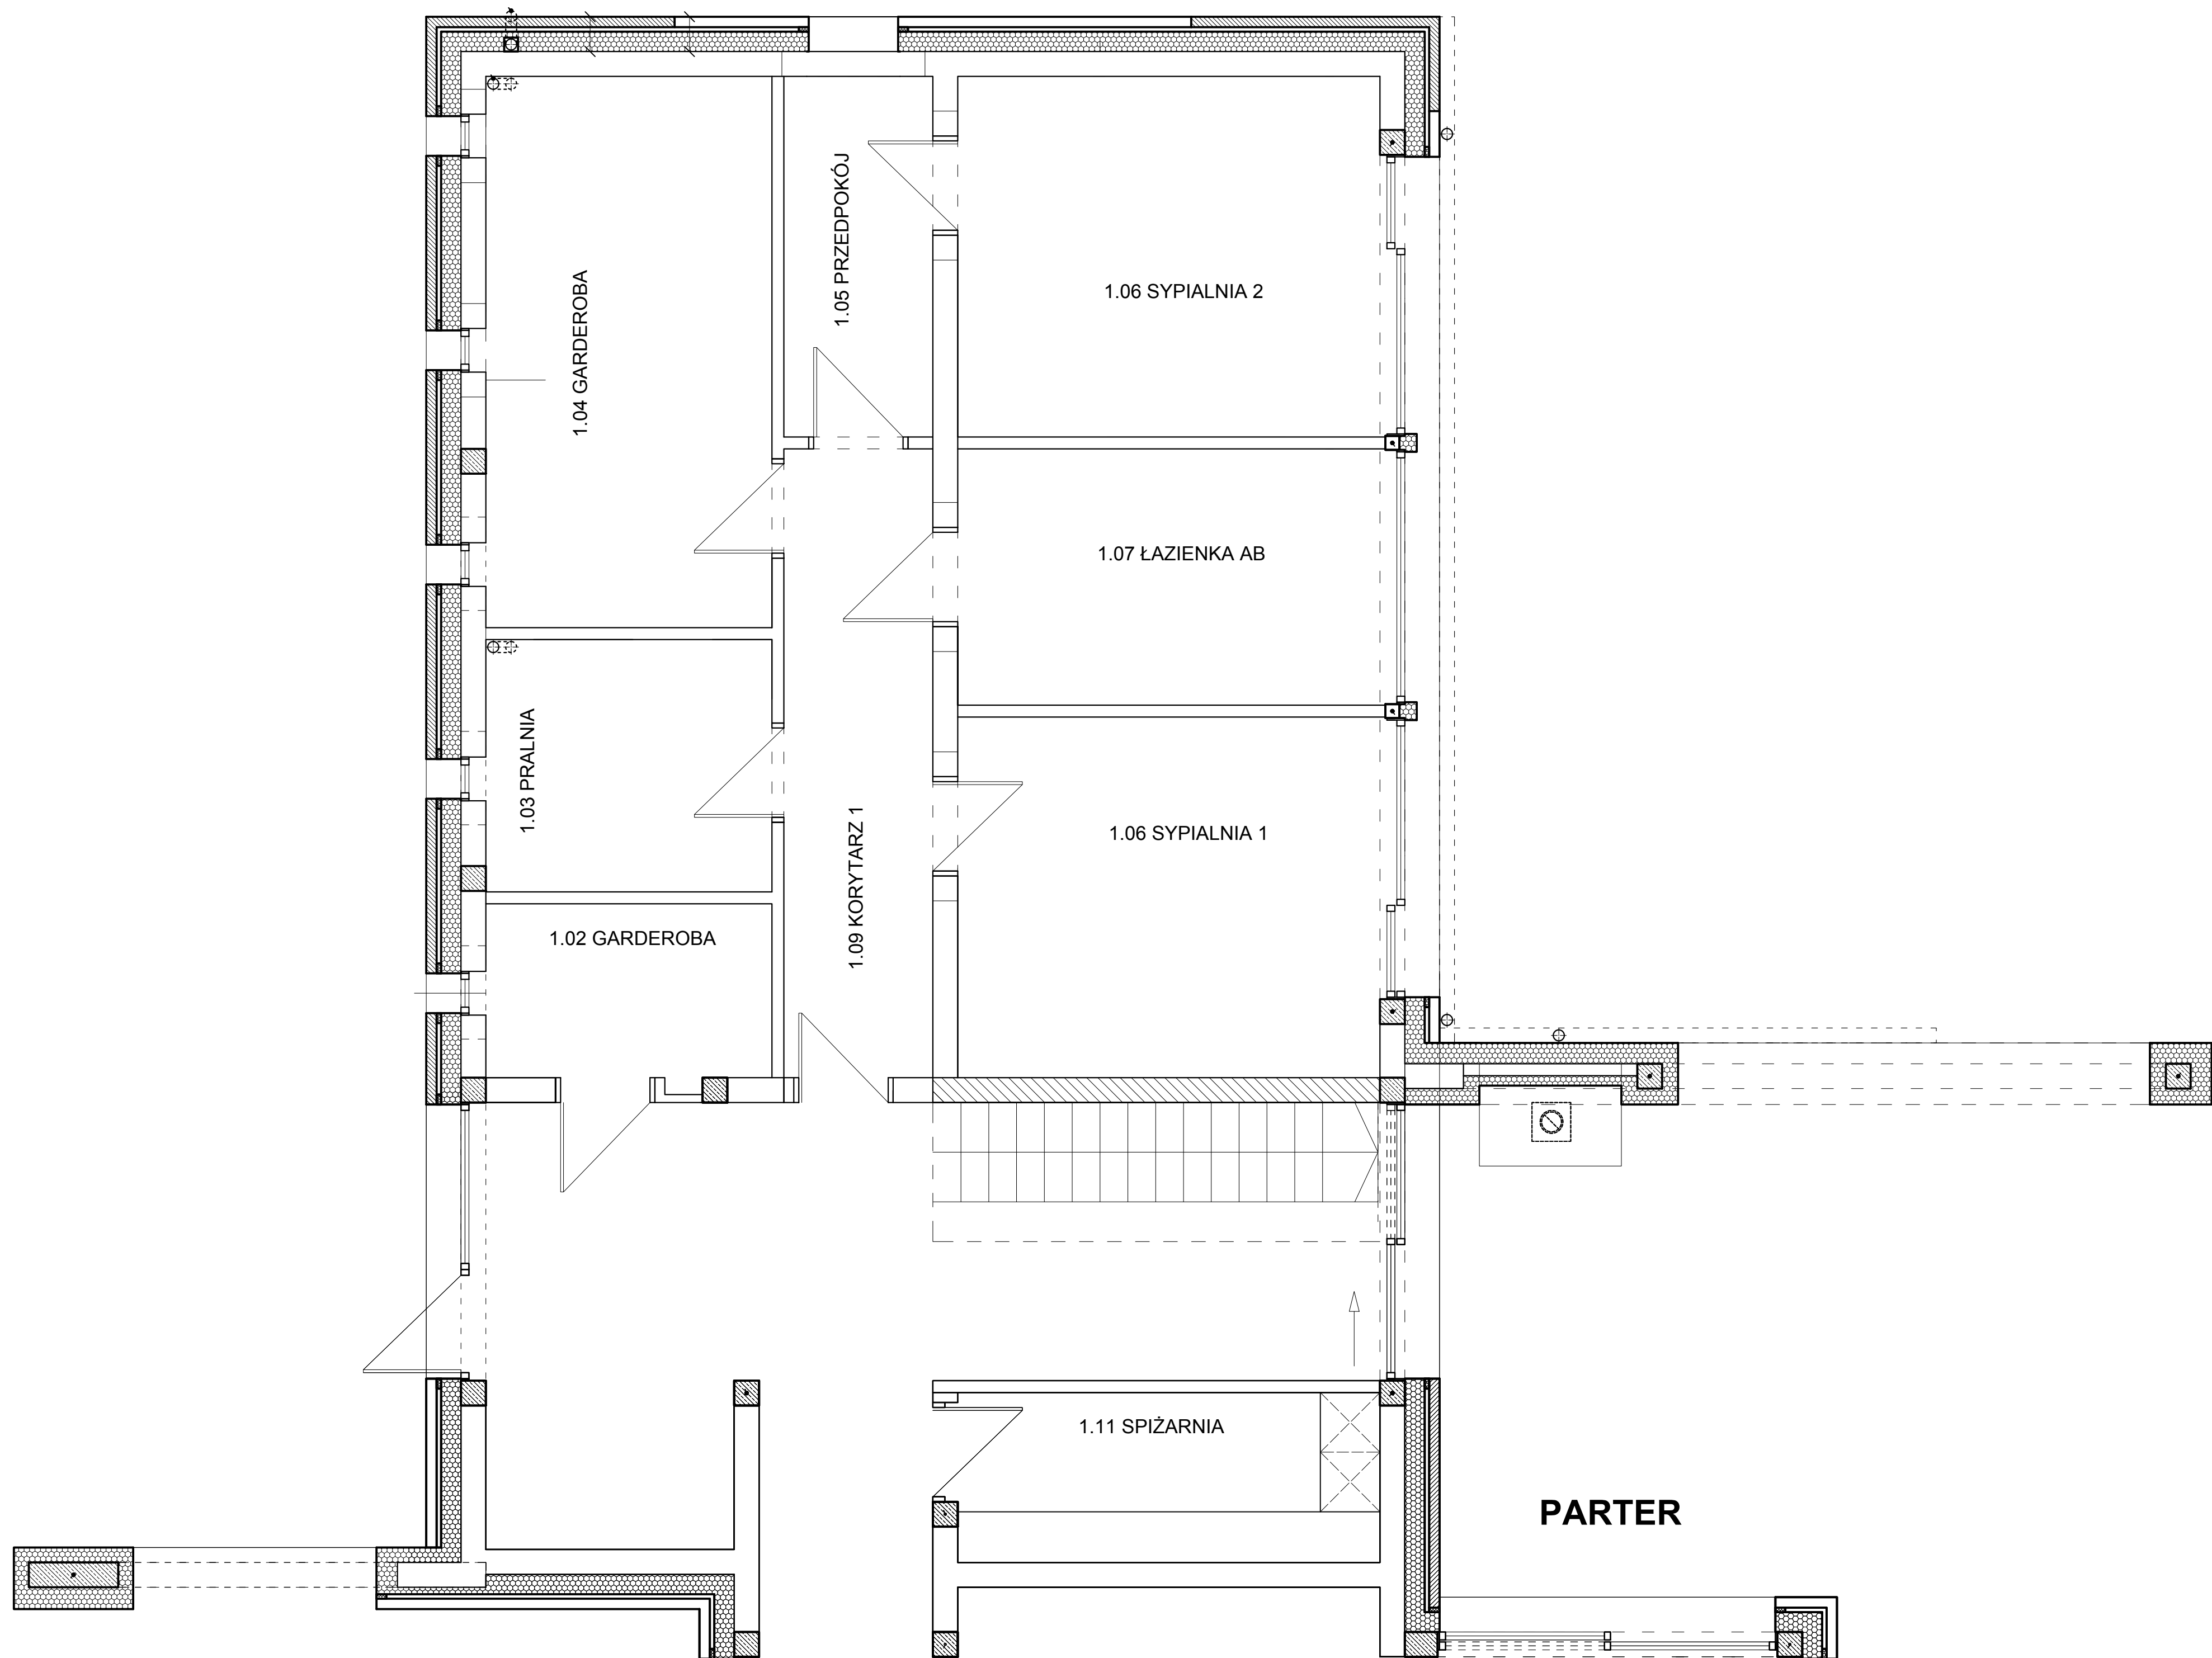 1.05 PRZEDPOKÓJ
1.04 GARDEROBA
1.06 SYPIALNIA 2
1.07 ŁAZIENKA AB
1.03 PRALNIA
1.09 KORYTARZ 1
1.06 SYPIALNIA 1
1.02 GARDEROBA
1.11 SPIŻARNIA
PARTER